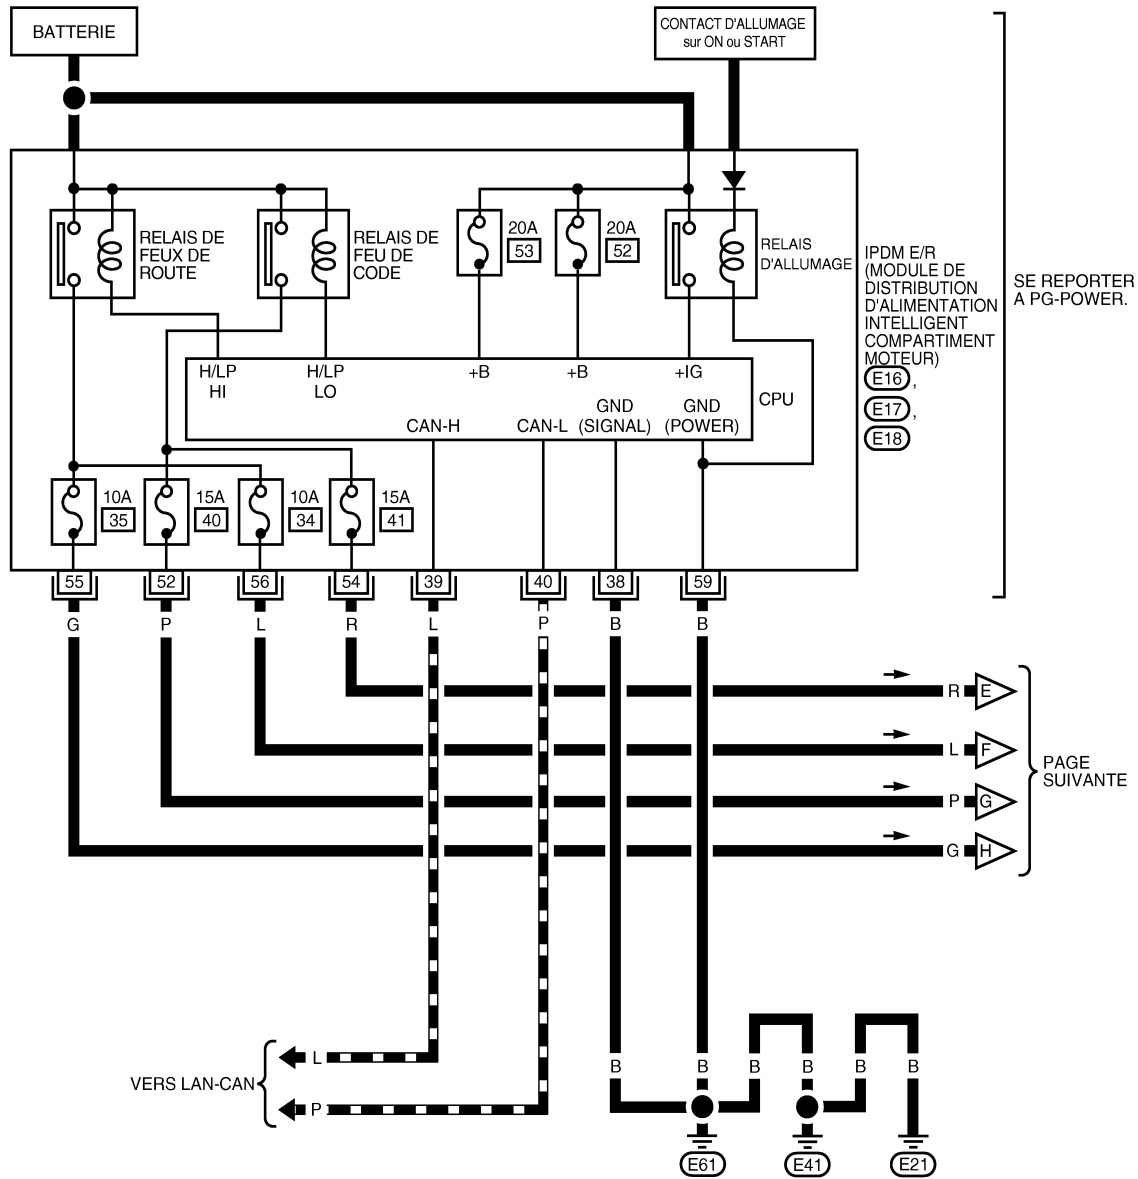 BATTERIE
CONTACT D'ALLUMAGE
sur ON ou START
RELAIS DE
FEUX DE
ROUTE
RELAIS DE
FEU DE
CODE
20A
53
20A
52
RELAIS
D'ALLUMAGE
IPDM E/R
(MODULE DE
DISTRIBUTION
D'ALIMENTATION
INTELLIGENT
COMPARTIMENT
MOTEUR)
E16 ,
E17 ,
E18
SE REPORTER
A PG-POWER.
H/LP
HI
H/LP
LO
+B
+B
+IG
CPU
CAN-H
CAN-L
GND
(SIGNAL)
GND
(POWER)
10A
35
15A
40
10A
34
15A
41
55
52
56
54
39
40
38
59
G
P
L
R
L
P
B
B
R E
L F
P G
G H
PAGE
SUIVANTE
VERS LAN-CAN
L
P
B
B
B
B
B
B
E61
E41
E21